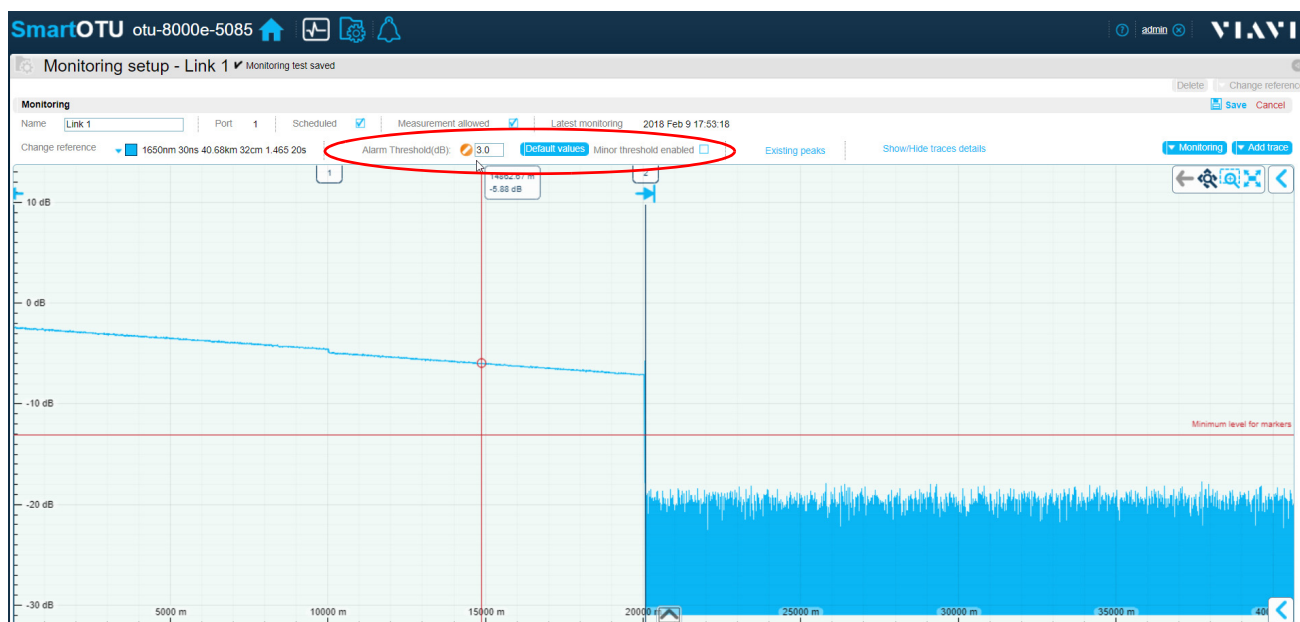 SmartOTU otu-8000e-5085 admin VIAVI
Monitoring setup - Link 1 ✔ Monitoring test saved
Delete Change referenc
Monitoring Save Cancel
Name Link 1 Port 1 Scheduled Measurement allowed Latest monitoring 2018 Feb 9 17:53:18
Change reference 1650nm 30ns 40.68km 32cm 1.465 20s Alarm Threshold(dB): 3.0 Default values Minor threshold enabled Existing peaks Show/Hide traces details Monitoring Add trace
1 2
-5.88 dB
10 dB
0 dB
-10 dB
Minimum level for markers
-20 dB
-30 dB
5000 m 10000 m 15000 m 20000 m 25000 m 30000 m 35000 m